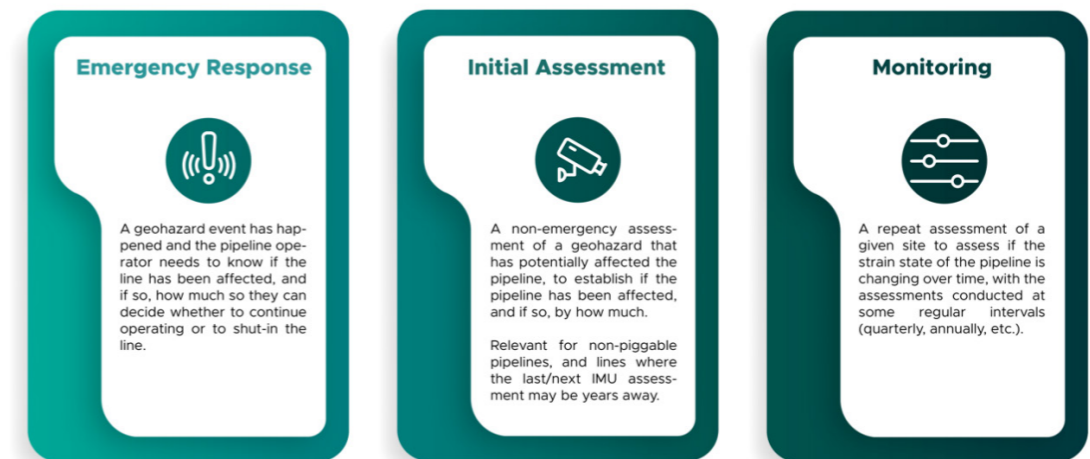 Emergency Response
A geohazard event has hap-
pened and the pipeline ope-
rator needs to know if the
line has been affected, and
if so, how much so they can
decide whether to continue
operating or to shut-in the
line.
Initial Assessment
A non-emergency assess-
ment of a geohazard that
has potentially affected the
pipeline, to establish if the
pipeline has been affected,
and if so, by how much.
Relevant for non-piggable
pipelines, and lines where
the last/next IMU assess-
ment may be years away.
Monitoring
A repeat assessment of a
given site to assess if the
strain state of the pipeline is
changing over time, with the
assessments conducted at
some regular intervals
(quarterly, annually, etc.).